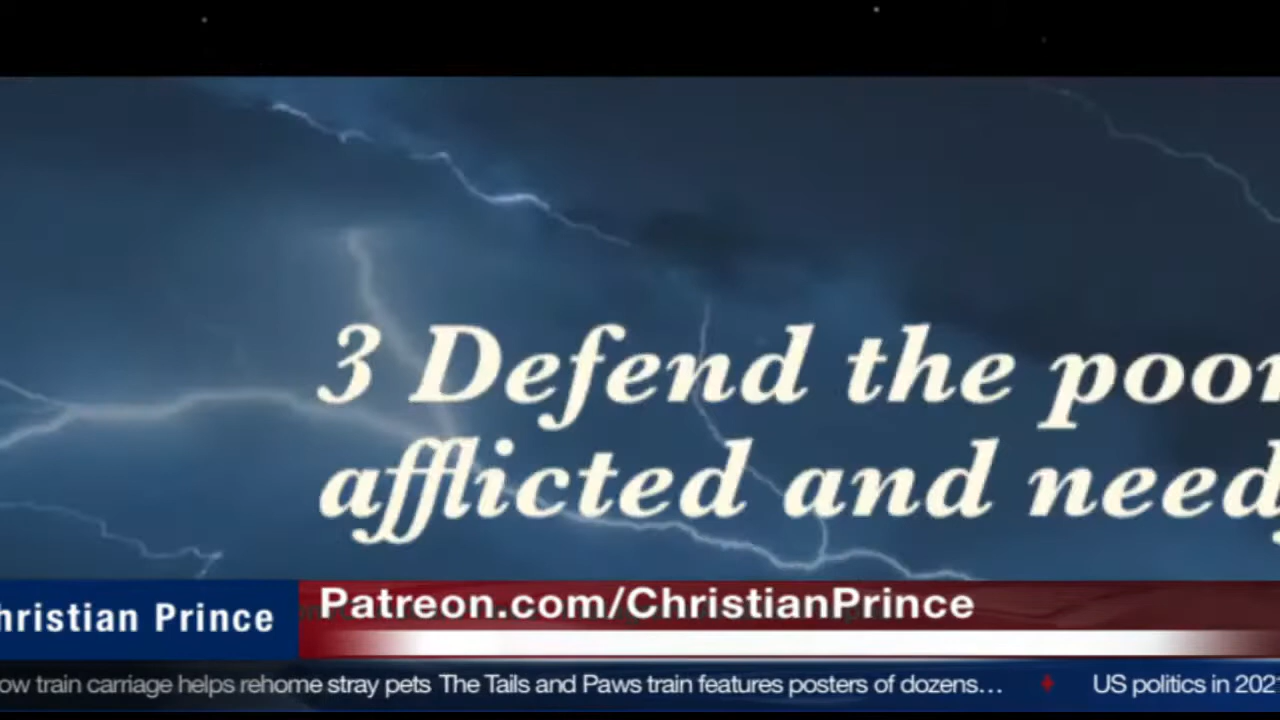 3 Defend the poor
afflicted and need
hristian Prince
Patreon.com/ChristianPrince
ow train carriage helps rehome stray pets The Tails and Paws train features posters of dozens… US politics in 202